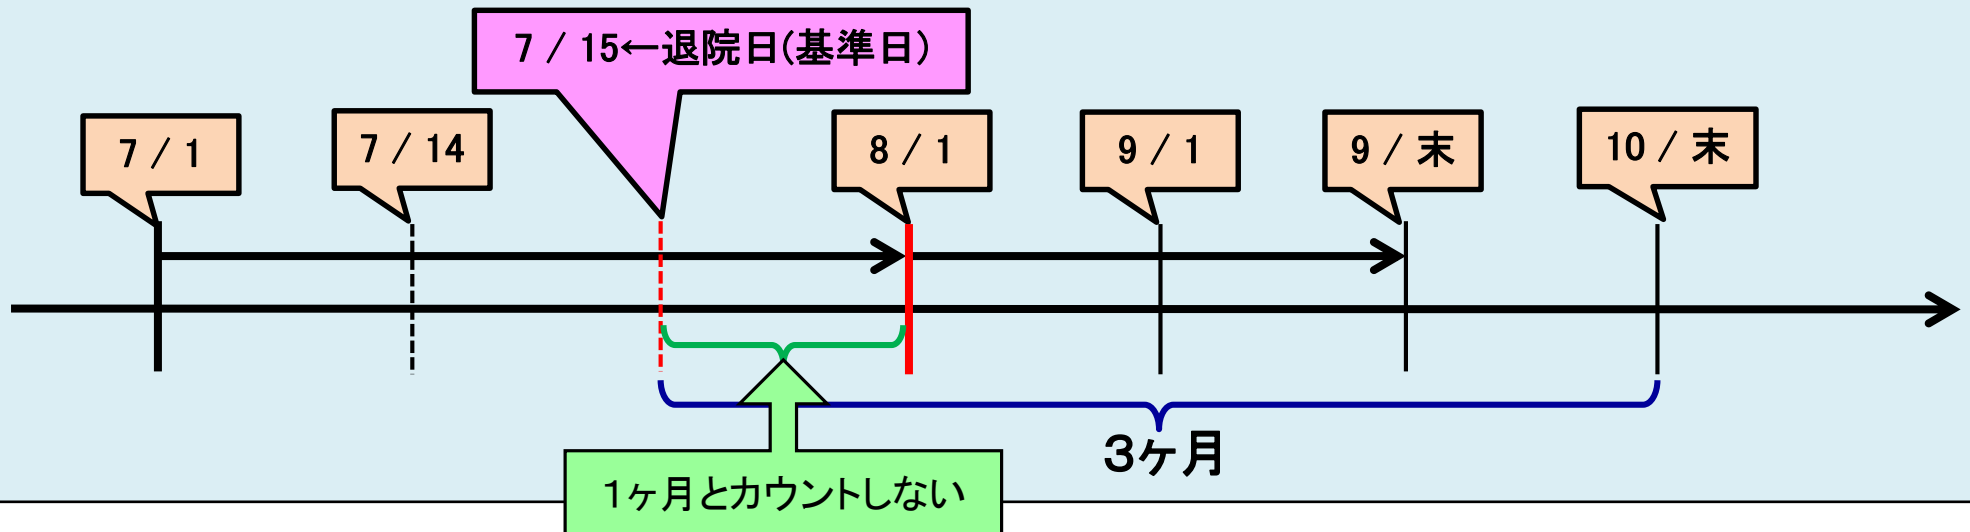 7 / 15←退院日(基準日)
7 / 1
7 / 14
8 / 1
9 / 1
9 / 末
10 / 末
3ヶ月
1ヶ月とカウントしない